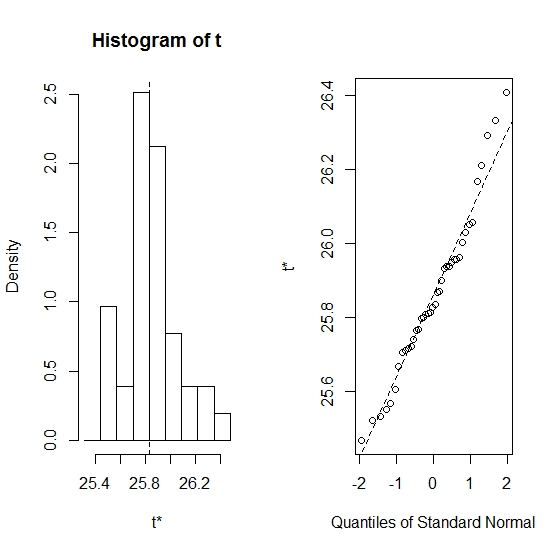 Histogram of t
Density
0.0 0.5 1.0 1.5 2.0 2.5
25.4 25.8 26.2
t*
t*
25.6 25.8 26.0 26.2 26.4
-2 -1 0 1 2
Quantiles of Standard Normal